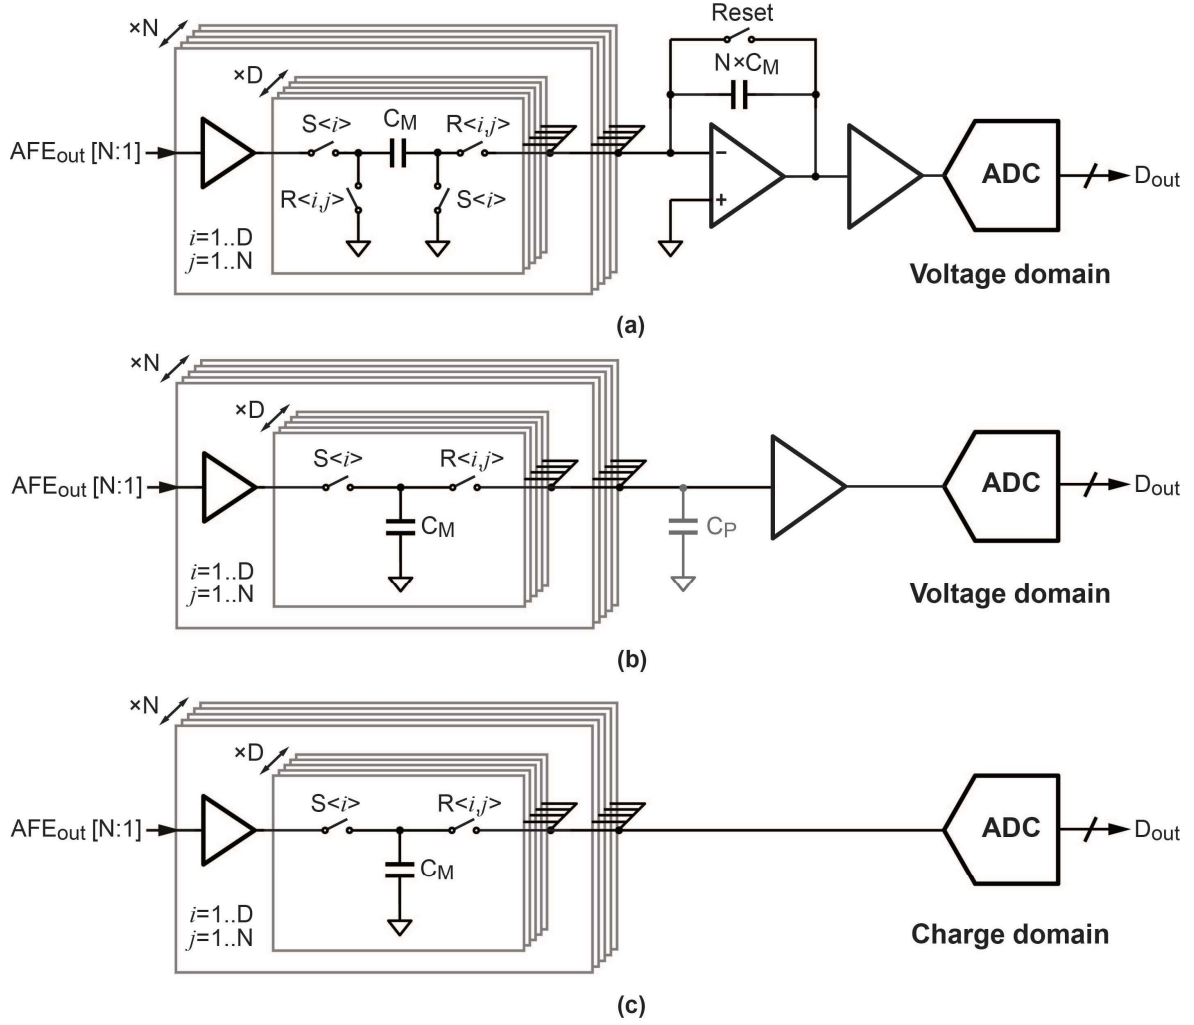 ×N
Reset
×D
N×CM
S<i>
CM
R<i,j>
AFEout [N:1]
−
ADC
Dout
R<i,j>
S<i>
+
i=1..D
j=1..N
Voltage domain
(a)
×N
×D
S<i>
R<i,j>
AFEout [N:1]
ADC
Dout
CM
CP
i=1..D
j=1..N
Voltage domain
(b)
×N
×D
S<i>
R<i,j>
AFEout [N:1]
ADC
Dout
CM
i=1..D
j=1..N
Charge domain
(c)